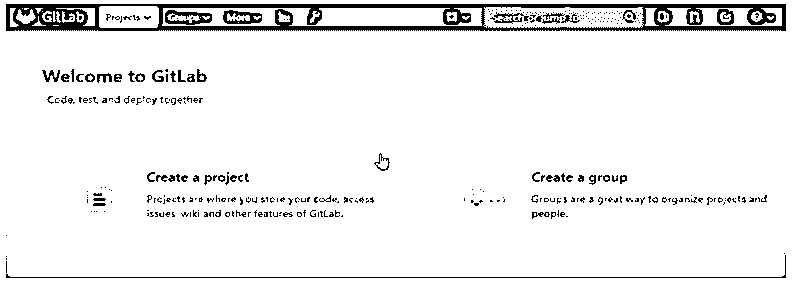 GitLab Projects Groups More Search or jump to
Welcome to GitLab
Code, test, and deploy together
Create a project
Projects are where you store your code, access
issues, wiki and other features of GitLab.
Create a group
Groups are a great way to organize projects and
people.